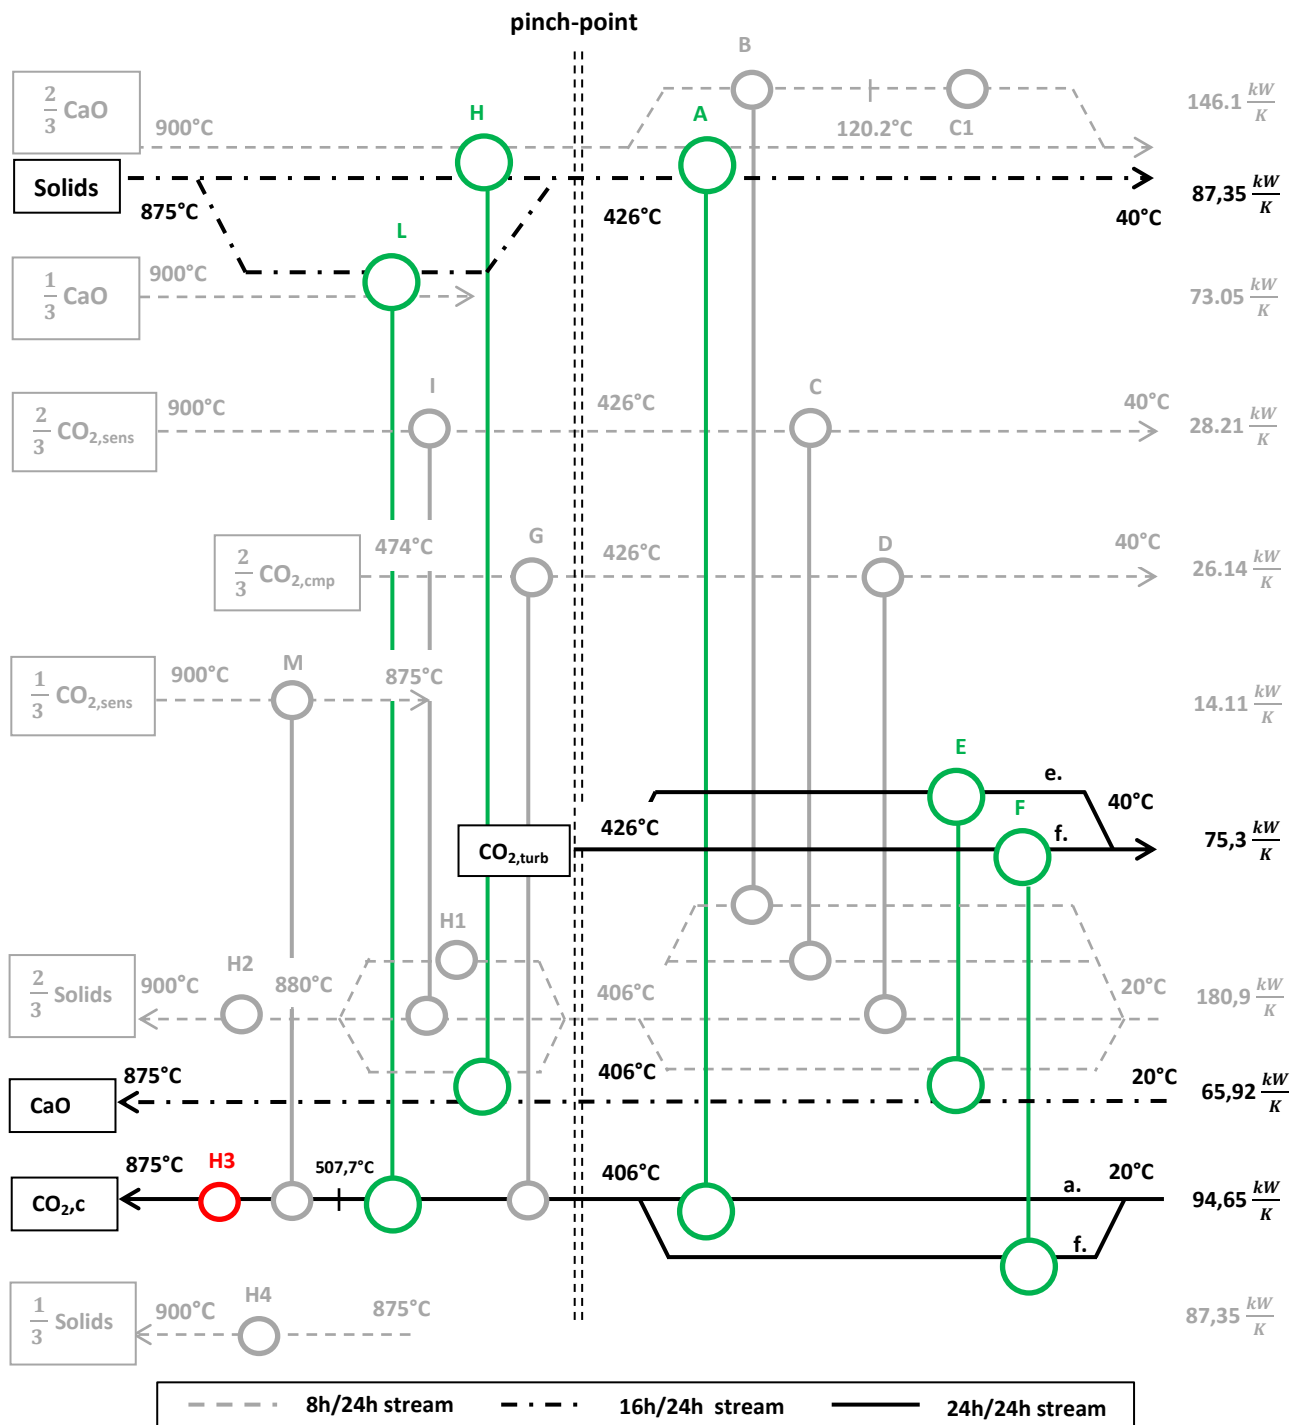 pinch-point
B
2/3 CaO
900°C
H
A
120.2°C
C1
146.1 kW/K
Solids
875°C
426°C
40°C
87,35 kW/K
L
1/3 CaO
900°C
73.05 kW/K
I
C
2/3 CO2,sens
900°C
426°C
40°C
28.21 kW/K
474°C
G
D
2/3 CO2,cmp
426°C
40°C
26.14 kW/K
M
1/3 CO2,sens
900°C
875°C
14.11 kW/K
E
e.
F
40°C
CO2,turb
426°C
f.
75,3 kW/K
H1
H2
2/3 Solids
900°C
880°C
406°C
20°C
180,9 kW/K
CaO
875°C
406°C
20°C
65,92 kW/K
CO2,c
875°C
H3
507,7°C
406°C
a.
20°C
94,65 kW/K
f.
1/3 Solids
900°C
H4
875°C
87,35 kW/K
8h/24h stream
16h/24h stream
24h/24h stream